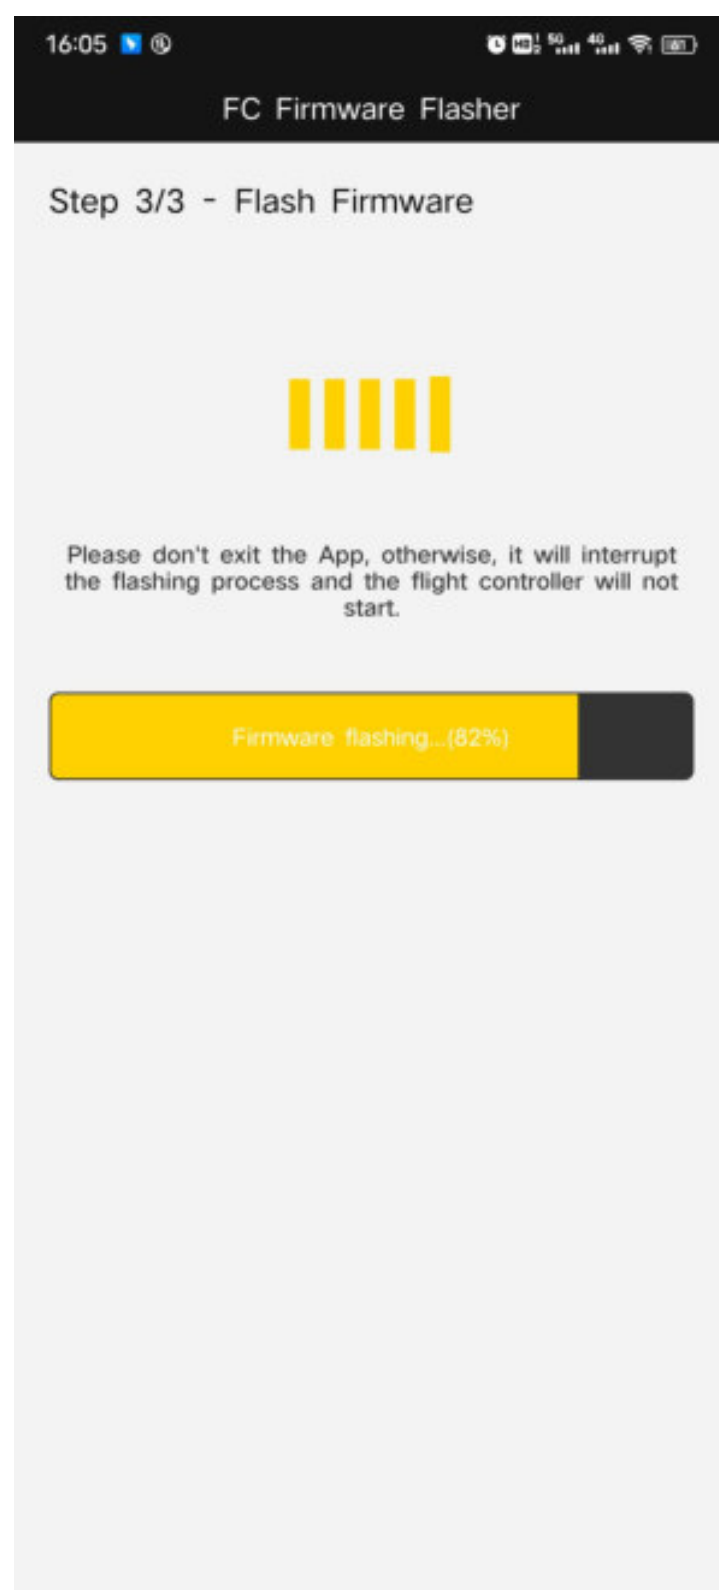 16:05
FC Firmware Flasher
Step 3/3 - Flash Firmware
Please don't exit the App, otherwise, it will interrupt
the flashing process and the flight controller will not
start.
Firmware flashing...(82%)